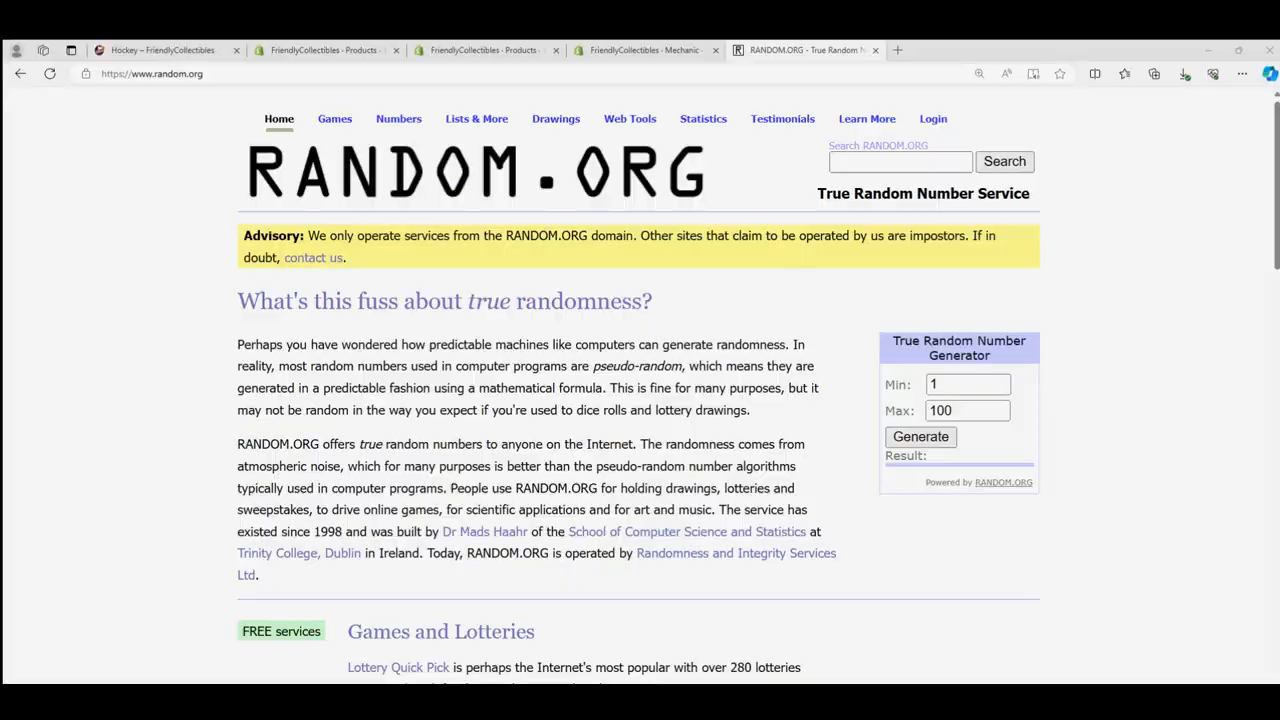 Hockey – FriendlyCollectibles
FriendlyCollectibles - Products -
FriendlyCollectibles - Products -
FriendlyCollectibles - Mechanic -
RANDOM.ORG - True Random N
https://www.random.org
Home Games Numbers Lists & More Drawings Web Tools Statistics Testimonials Learn More Login
RANDOM.ORG
Search RANDOM.ORG
Search
True Random Number Service
Advisory: We only operate services from the RANDOM.ORG domain. Other sites that claim to be operated by us are impostors. If in
doubt, contact us.
What's this fuss about true randomness?
Perhaps you have wondered how predictable machines like computers can generate randomness. In
reality, most random numbers used in computer programs are pseudo-random, which means they are
generated in a predictable fashion using a mathematical formula. This is fine for many purposes, but it
may not be random in the way you expect if you're used to dice rolls and lottery drawings.
RANDOM.ORG offers true random numbers to anyone on the Internet. The randomness comes from
atmospheric noise, which for many purposes is better than the pseudo-random number algorithms
typically used in computer programs. People use RANDOM.ORG for holding drawings, lotteries and
sweepstakes, to drive online games, for scientific applications and for art and music. The service has
existed since 1998 and was built by Dr Mads Haahr of the School of Computer Science and Statistics at
Trinity College, Dublin in Ireland. Today, RANDOM.ORG is operated by Randomness and Integrity Services
Ltd.
True Random Number
Generator
Min: 1
Max: 100
Generate
Result:
Powered by RANDOM.ORG
FREE services
Games and Lotteries
Lottery Quick Pick is perhaps the Internet's most popular with over 280 lotteries